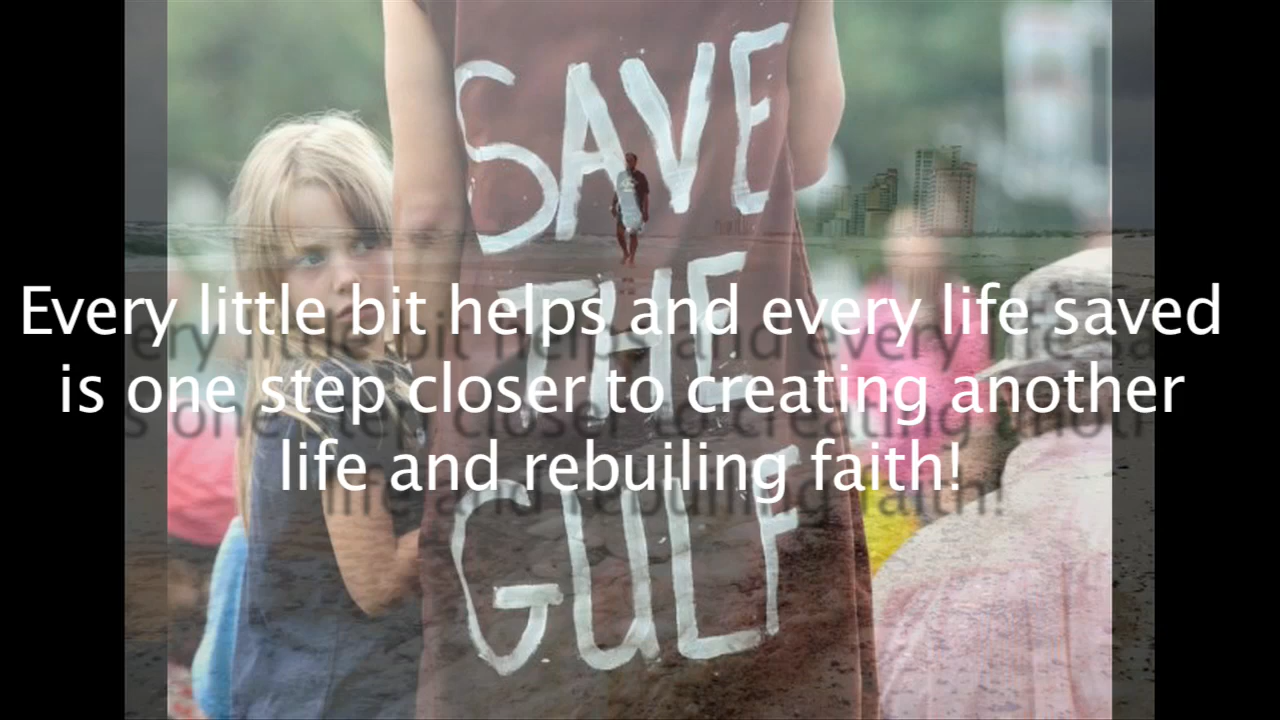 SAVE
THE
GULF
Every little bit helps and every life saved
is one step closer to creating another
life and rebuiling faith!